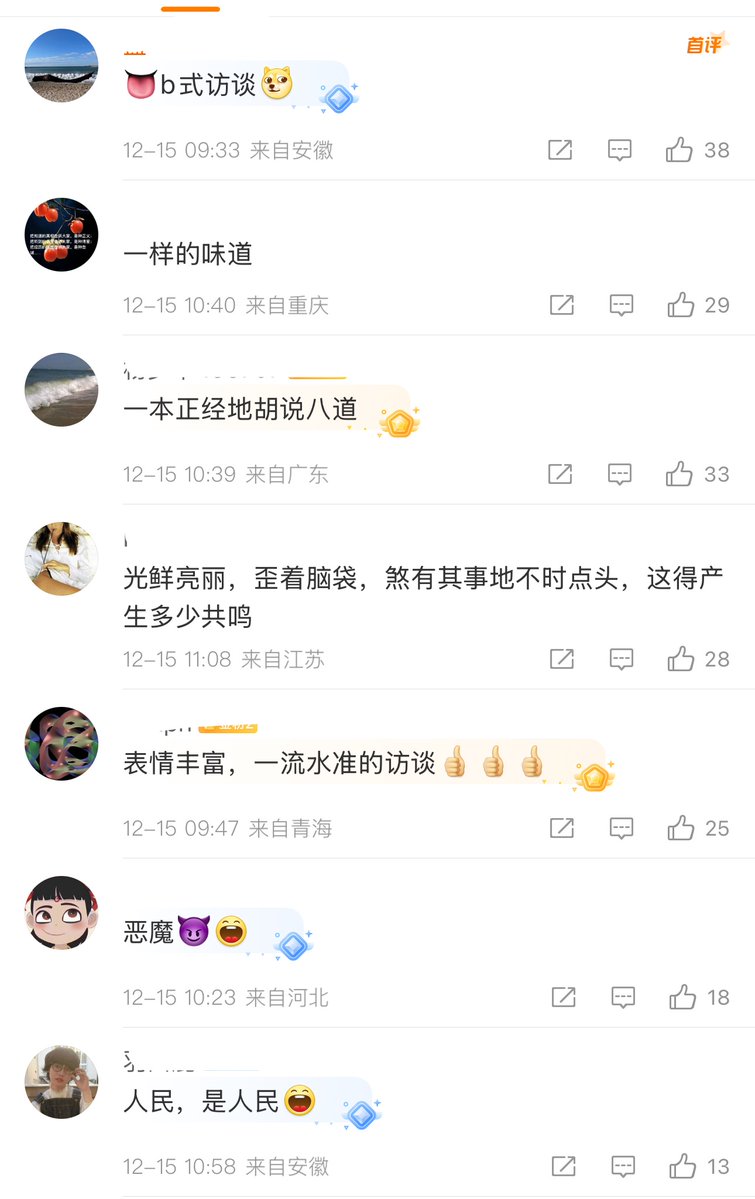 首评
👅b式访谈
12-15 09:33 来自安徽
38
一样的味道
12-15 10:40 来自重庆
29
一本正经地胡说八道
12-15 10:39 来自广东
33
光鲜亮丽，歪着脑袋，煞有其事地不时点头，这得产
生多少共鸣
12-15 11:08 来自江苏
28
表情丰富，一流水准的访谈👍👍👍
12-15 09:47 来自青海
25
恶魔😈😄
12-15 10:23 来自河北
18
人民，是人民😄
12-15 10:58 来自安徽
13